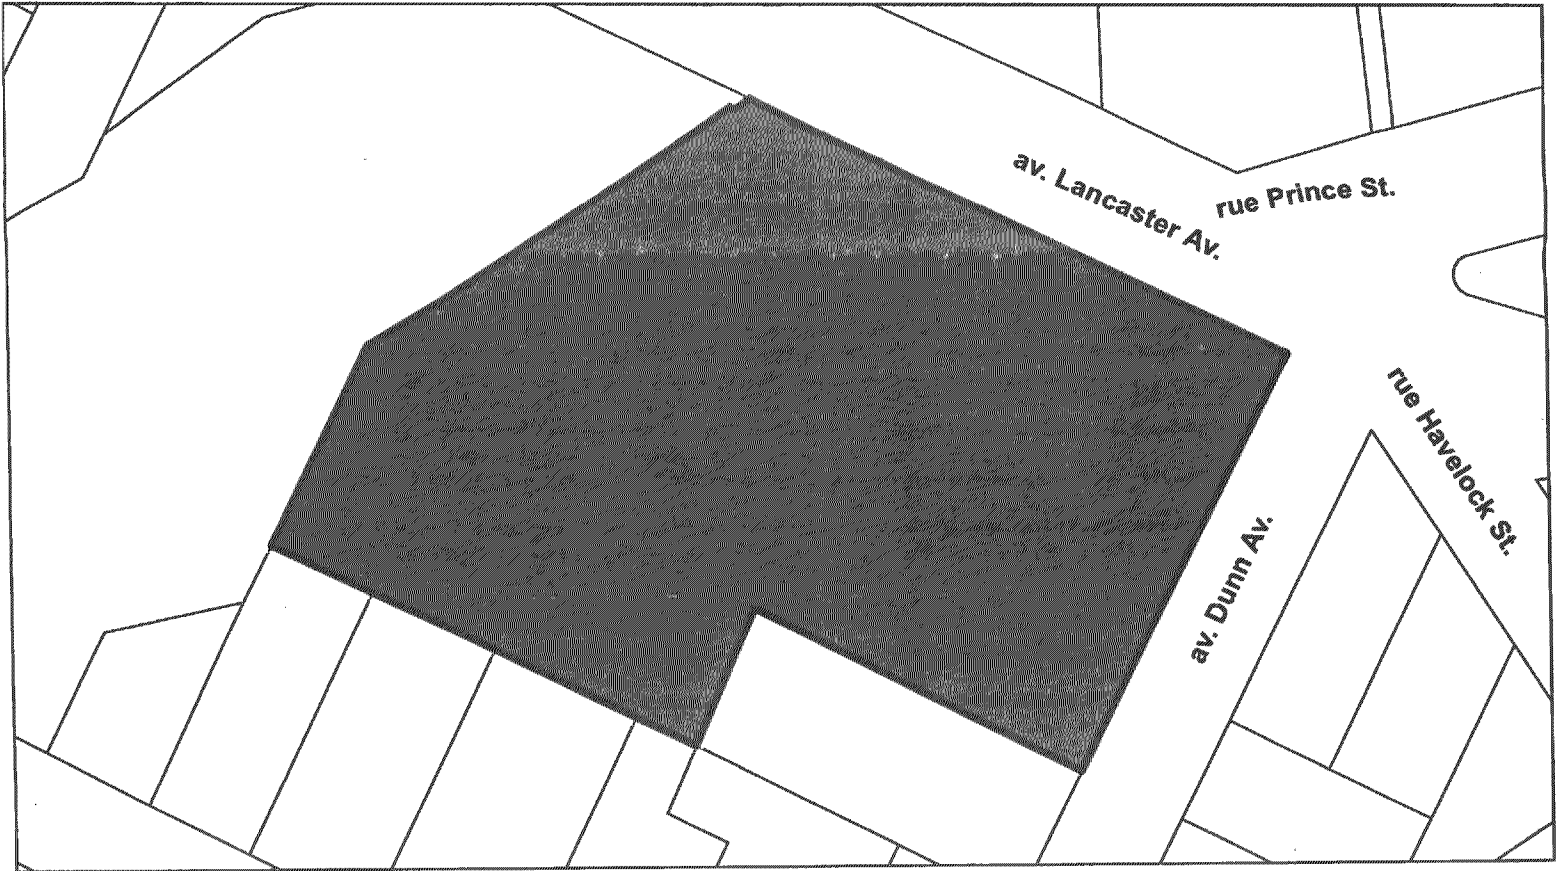 av. Lancaster Av.
rue Prince St.
rue Havelock St.
av. Dunn Av.